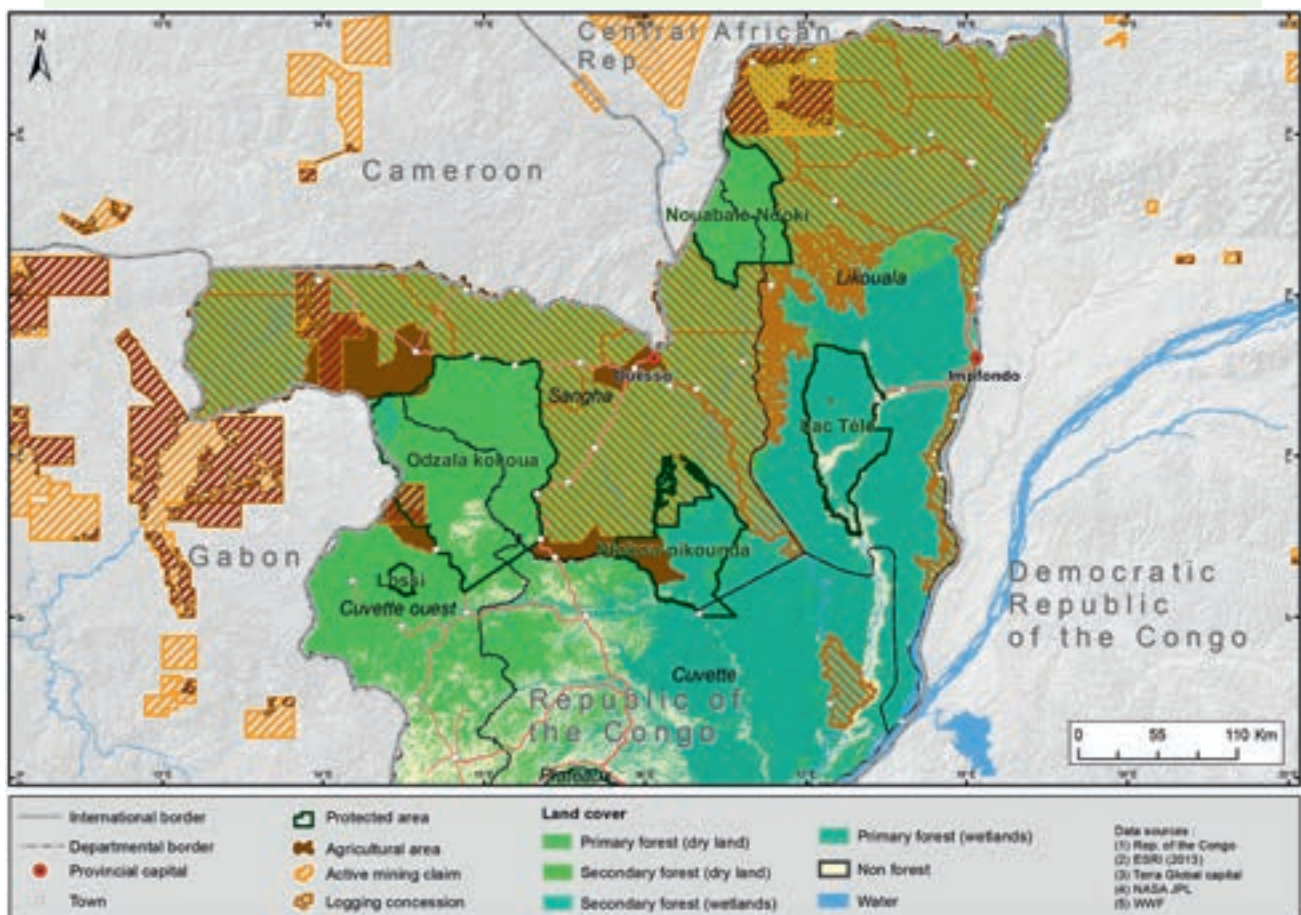 N
Central African
Rep.
Cameroon
Nouabale-Ndoki
Likouala
Ouesso
Impfondo
Sangha
Lac Télé
Odzala kokoua
Ntokou pikounda
Gabon
Lossi
Cuvette ouest
Democratic
Republic
of the Congo
Cuvette
Republic of
the Congo
Plateaux
0 55 110 Km
International border
Departmental border
Provincial capital
Town
Protected area
Agricultural area
Active mining claim
Logging concession
Land cover
Primary forest (dry land)
Secondary forest (dry land)
Secondary forest (wetlands)
Primary forest (wetlands)
Non forest
Water
Data sources :
(1) Rep. of the Congo
(2) ESRI (2013)
(3) Terra Global capital
(4) NASA JPL
(5) WWF